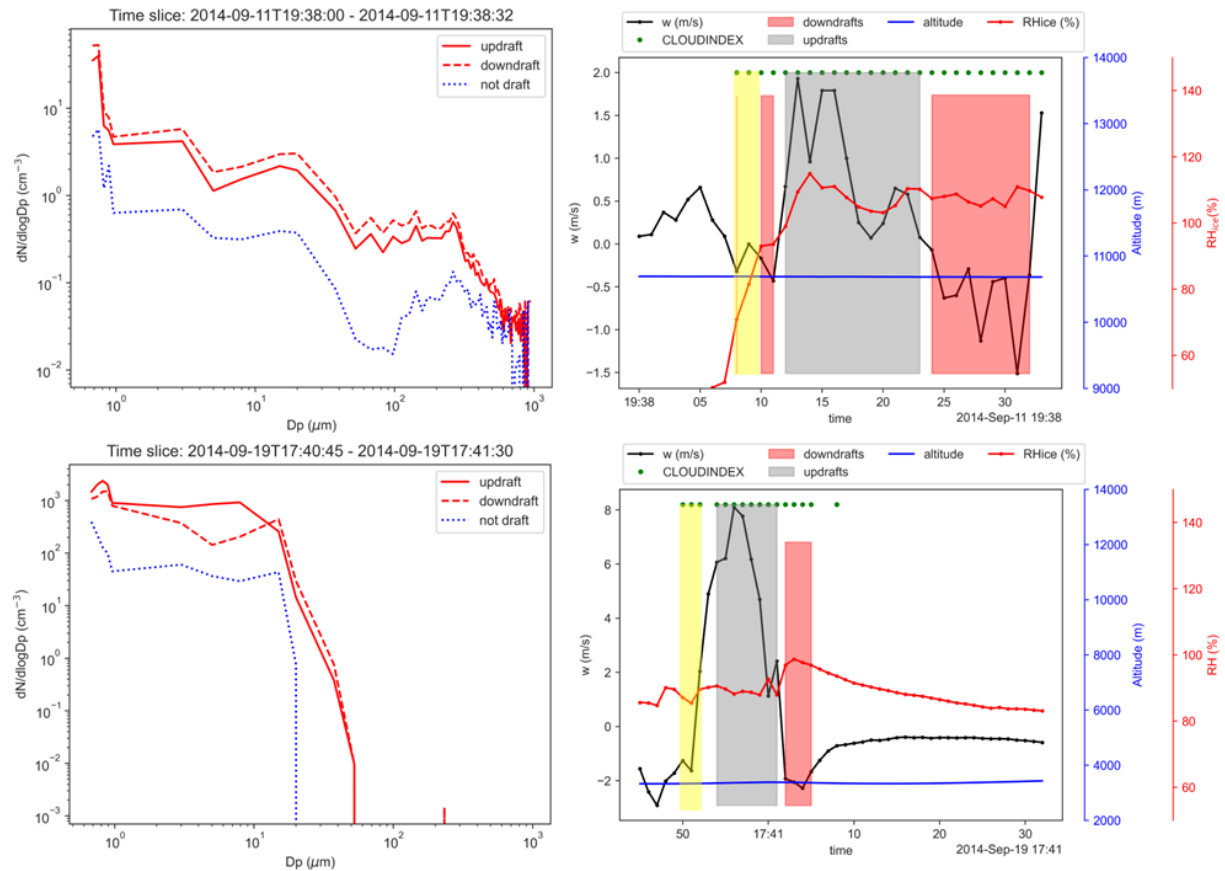 Time slice: 2014-09-11T19:38:00 - 2014-09-11T19:38:32
updraft
downdraft
not draft
10¹
10⁰
10⁻¹
10⁻²
dN/dlogDp (cm⁻³)
10⁰
10¹
10²
10³
Dp (μm)
w (m/s)
CLOUDINDEX
downdrafts
updrafts
altitude
RHice (%)
2.0
1.5
1.0
0.5
0.0
−0.5
−1.0
−1.5
w (m/s)
19:38
05
10
15
20
25
30
time
2014-Sep-11 19:38
14000
13000
12000
11000
10000
9000
Altitude (m)
140
120
100
80
60
RHᵢcₑ(%)
Time slice: 2014-09-19T17:40:45 - 2014-09-19T17:41:30
updraft
downdraft
not draft
10³
10²
10¹
10⁰
10⁻¹
10⁻²
10⁻³
dN/dlogDp (cm⁻³)
10⁰
10¹
10²
10³
Dp (μm)
w (m/s)
CLOUDINDEX
downdrafts
updrafts
altitude
RHice (%)
8
6
4
2
0
−2
w (m/s)
50
17:41
10
20
30
time
2014-Sep-19 17:41
14000
12000
10000
8000
6000
4000
2000
Altitude (m)
140
120
100
80
60
RH (%)